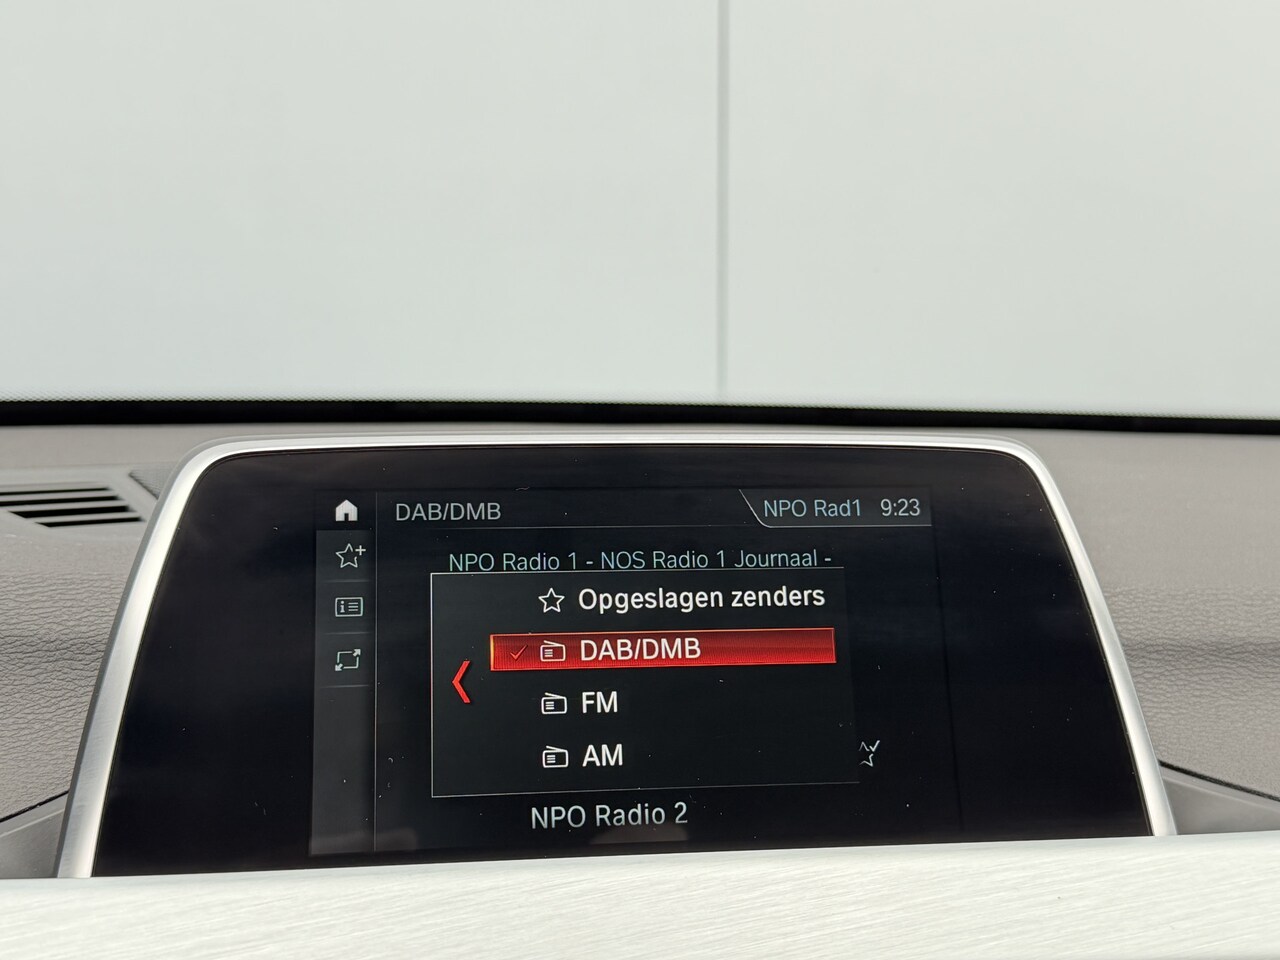 DAB/DMB
NPO Rad1 9:23
NPO Radio 1 - NOS Radio 1 Journaal -
Opgeslagen zenders
DAB/DMB
FM
AM
NPO Radio 2